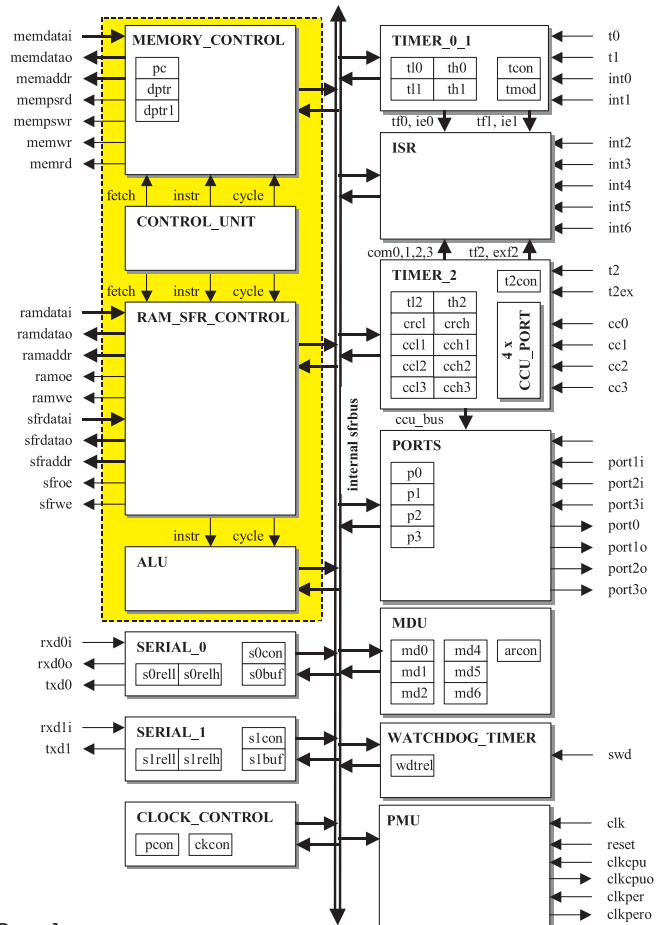 memdatai
memdatao
memaddr
mempsrd
mempswr
memwr
memrd
MEMORY_CONTROL
pc
dptr
dptr1
fetch instr cycle
CONTROL_UNIT
fetch instr cycle
ramdatai
ramdatao
ramaddr
ramoe
ramwe
sfrdatai
sfrdatao
sfraddr
sfroe
sfrwe
RAM_SFR_CONTROL
instr cycle
ALU
rxd0i
rxd0o
txd0
SERIAL_0
s0con
s0rell s0relh s0buf
rxd1i
txd1
SERIAL_1
s1con
s1rell s1relh s1buf
CLOCK_CONTROL
pcon ckcon
internal sfrbus
TIMER_0_1
tl0 th0 tcon
tl1 th1 tmod
t0
t1
int0
int1
tf0, ie0 tf1, ie1
ISR
int2
int3
int4
int5
int6
com0,1,2,3 tf2, exf2
TIMER_2
t2con
tl2 th2
crcl crch
ccl1 cch1
ccl2 cch2
ccl3 cch3
4 x
CCU_PORT
t2
t2ex
cc0
cc1
cc2
cc3
ccu_bus
PORTS
p0
p1
p2
p3
port1i
port2i
port3i
port0
port1o
port2o
port3o
MDU
md0 md4 arcon
md1 md5
md2 md6
WATCHDOG_TIMER
wdtrel
swd
PMU
clk
reset
clkcpu
clkcpuo
clkper
clkpero